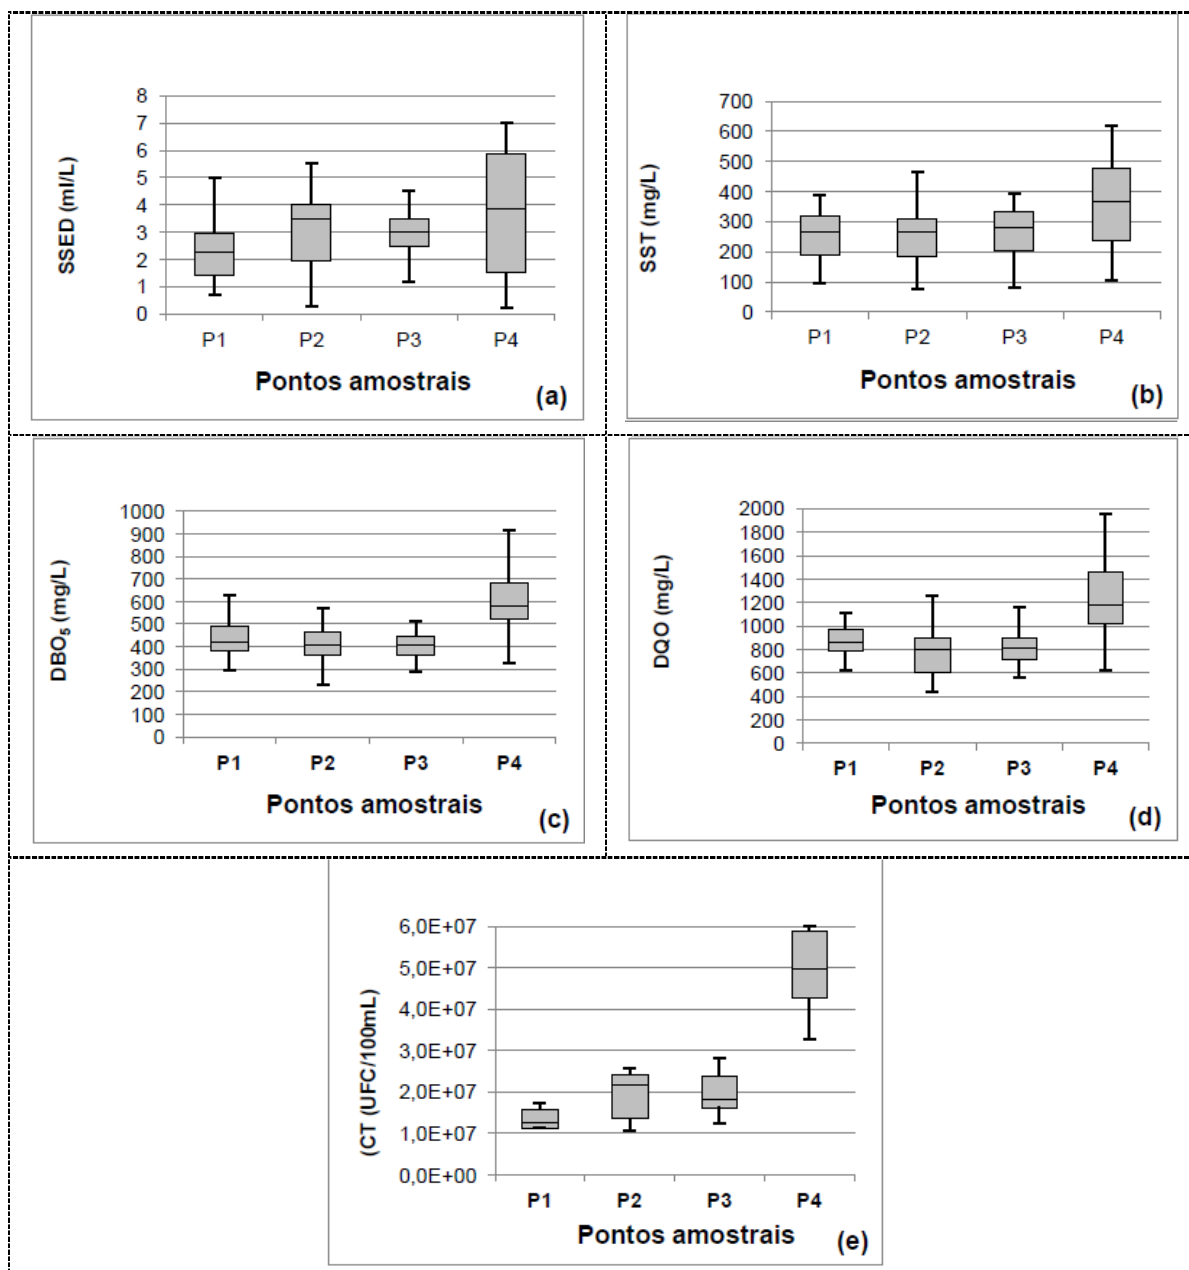 8
7
6
5
4
3
2
1
0
SSED (ml/L)
P1 P2 P3 P4
Pontos amostrais
(a)
700
600
500
400
300
200
100
0
SST (mg/L)
P1 P2 P3 P4
Pontos amostrais
(b)
1000
900
800
700
600
500
400
300
200
100
0
DBO₅ (mg/L)
P1 P2 P3 P4
Pontos amostrais
(c)
2000
1800
1600
1400
1200
1000
800
600
400
200
0
DQO (mg/L)
P1 P2 P3 P4
Pontos amostrais
(d)
6,0E+07
5,0E+07
4,0E+07
3,0E+07
2,0E+07
1,0E+07
0,0E+00
(CT (UFC/100mL)
P1 P2 P3 P4
Pontos amostrais
(e)